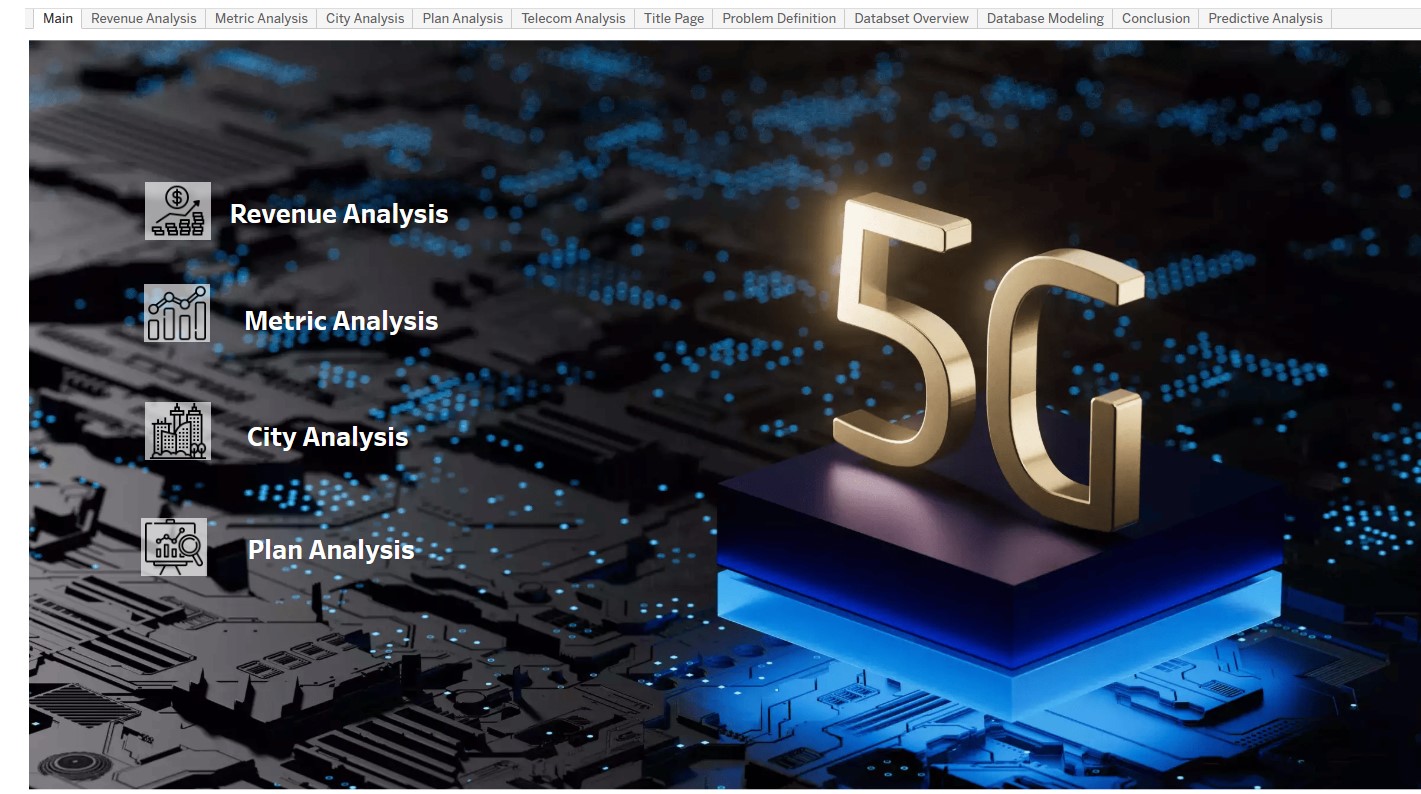 Main Revenue Analysis Metric Analysis City Analysis Plan Analysis Telecom Analysis Title Page Problem Definition Databset Overview Database Modeling Conclusion Predictive Analysis
$
Revenue Analysis
5G
Metric Analysis
City Analysis
Plan Analysis